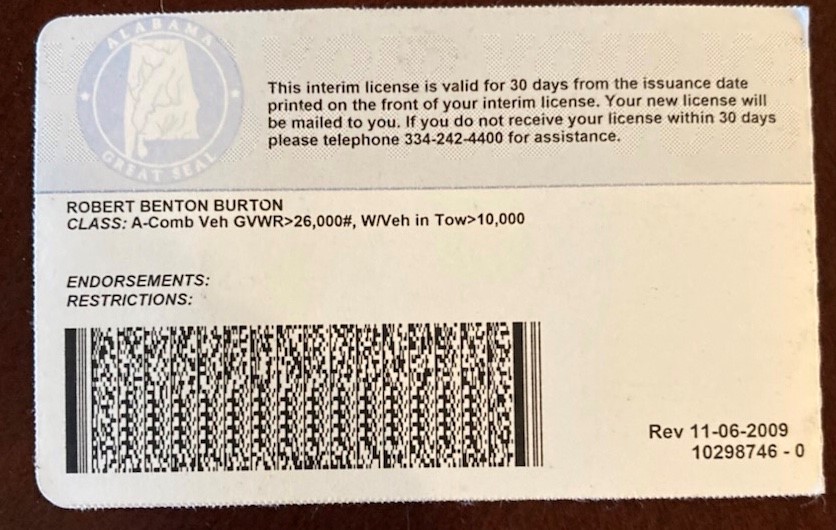 ALABAMA
GREAT SEAL
This interim license is valid for 30 days from the issuance date
printed on the front of your interim license. Your new license will
be mailed to you. If you do not receive your license within 30 days
please telephone 334-242-4400 for assistance.
ROBERT BENTON BURTON
CLASS: A-Comb Veh GVWR>26,000#, W/Veh in Tow>10,000
ENDORSEMENTS:
RESTRICTIONS:
Rev 11-06-2009
10298746 - 0